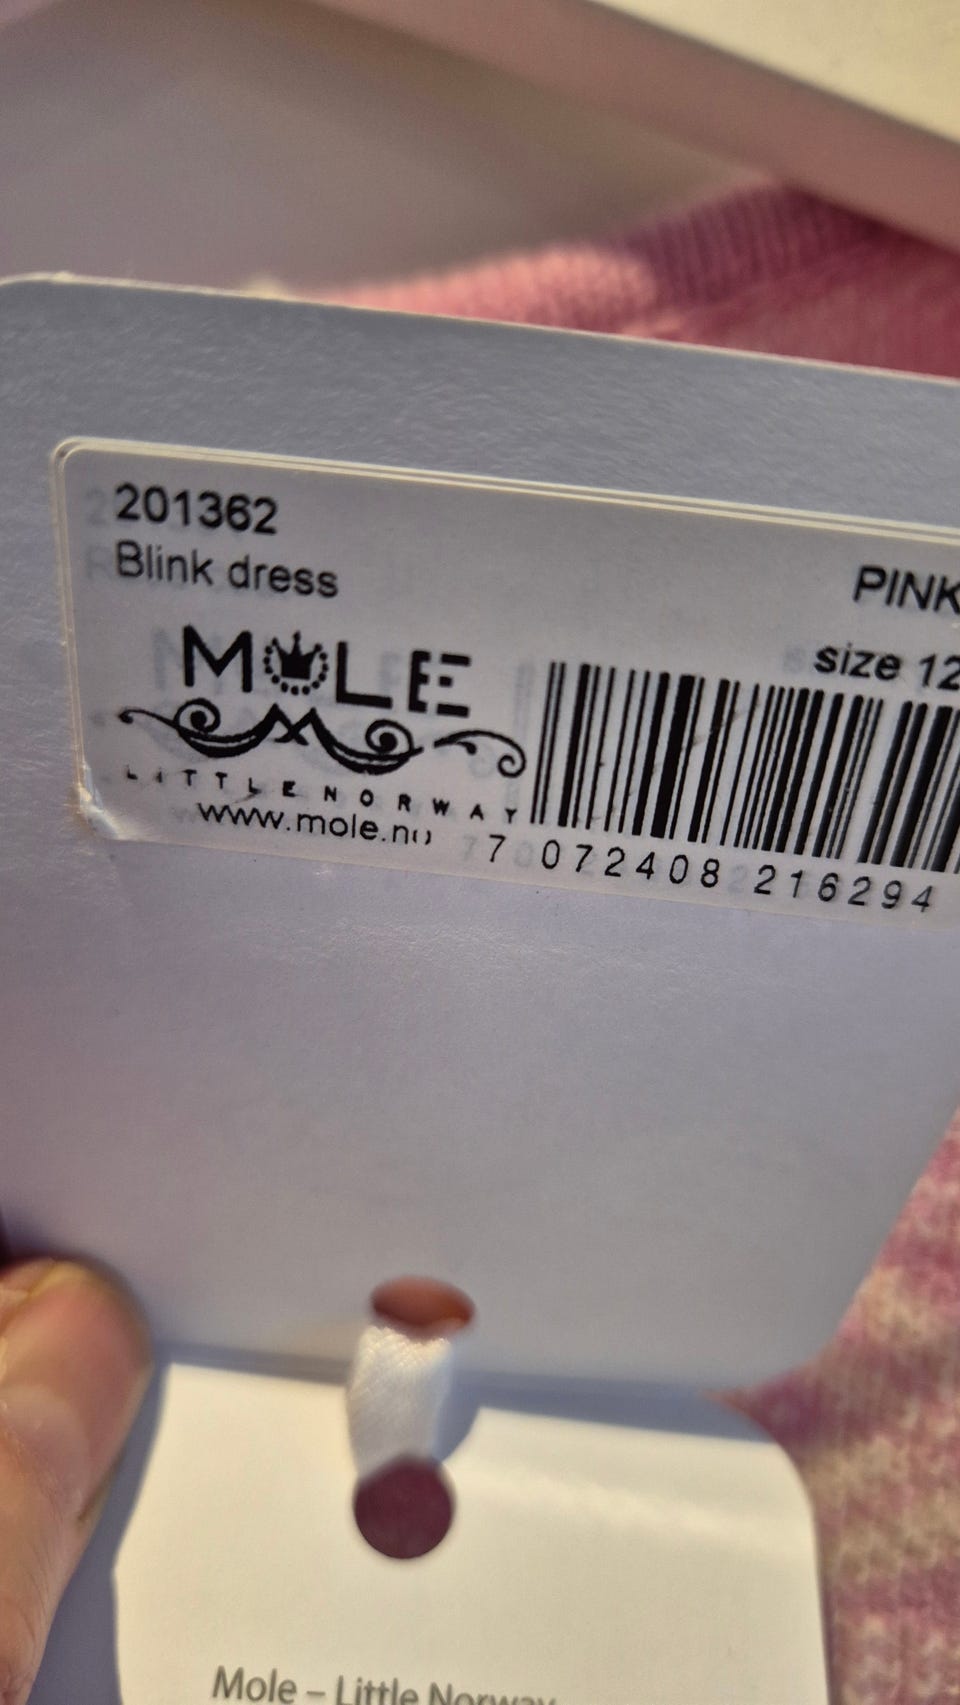 201362
Blink dress
PINK
size 12
MOLE
LiTTLE NORWAY
www.mole.no
7 072408 216294
Mole – Little Norway